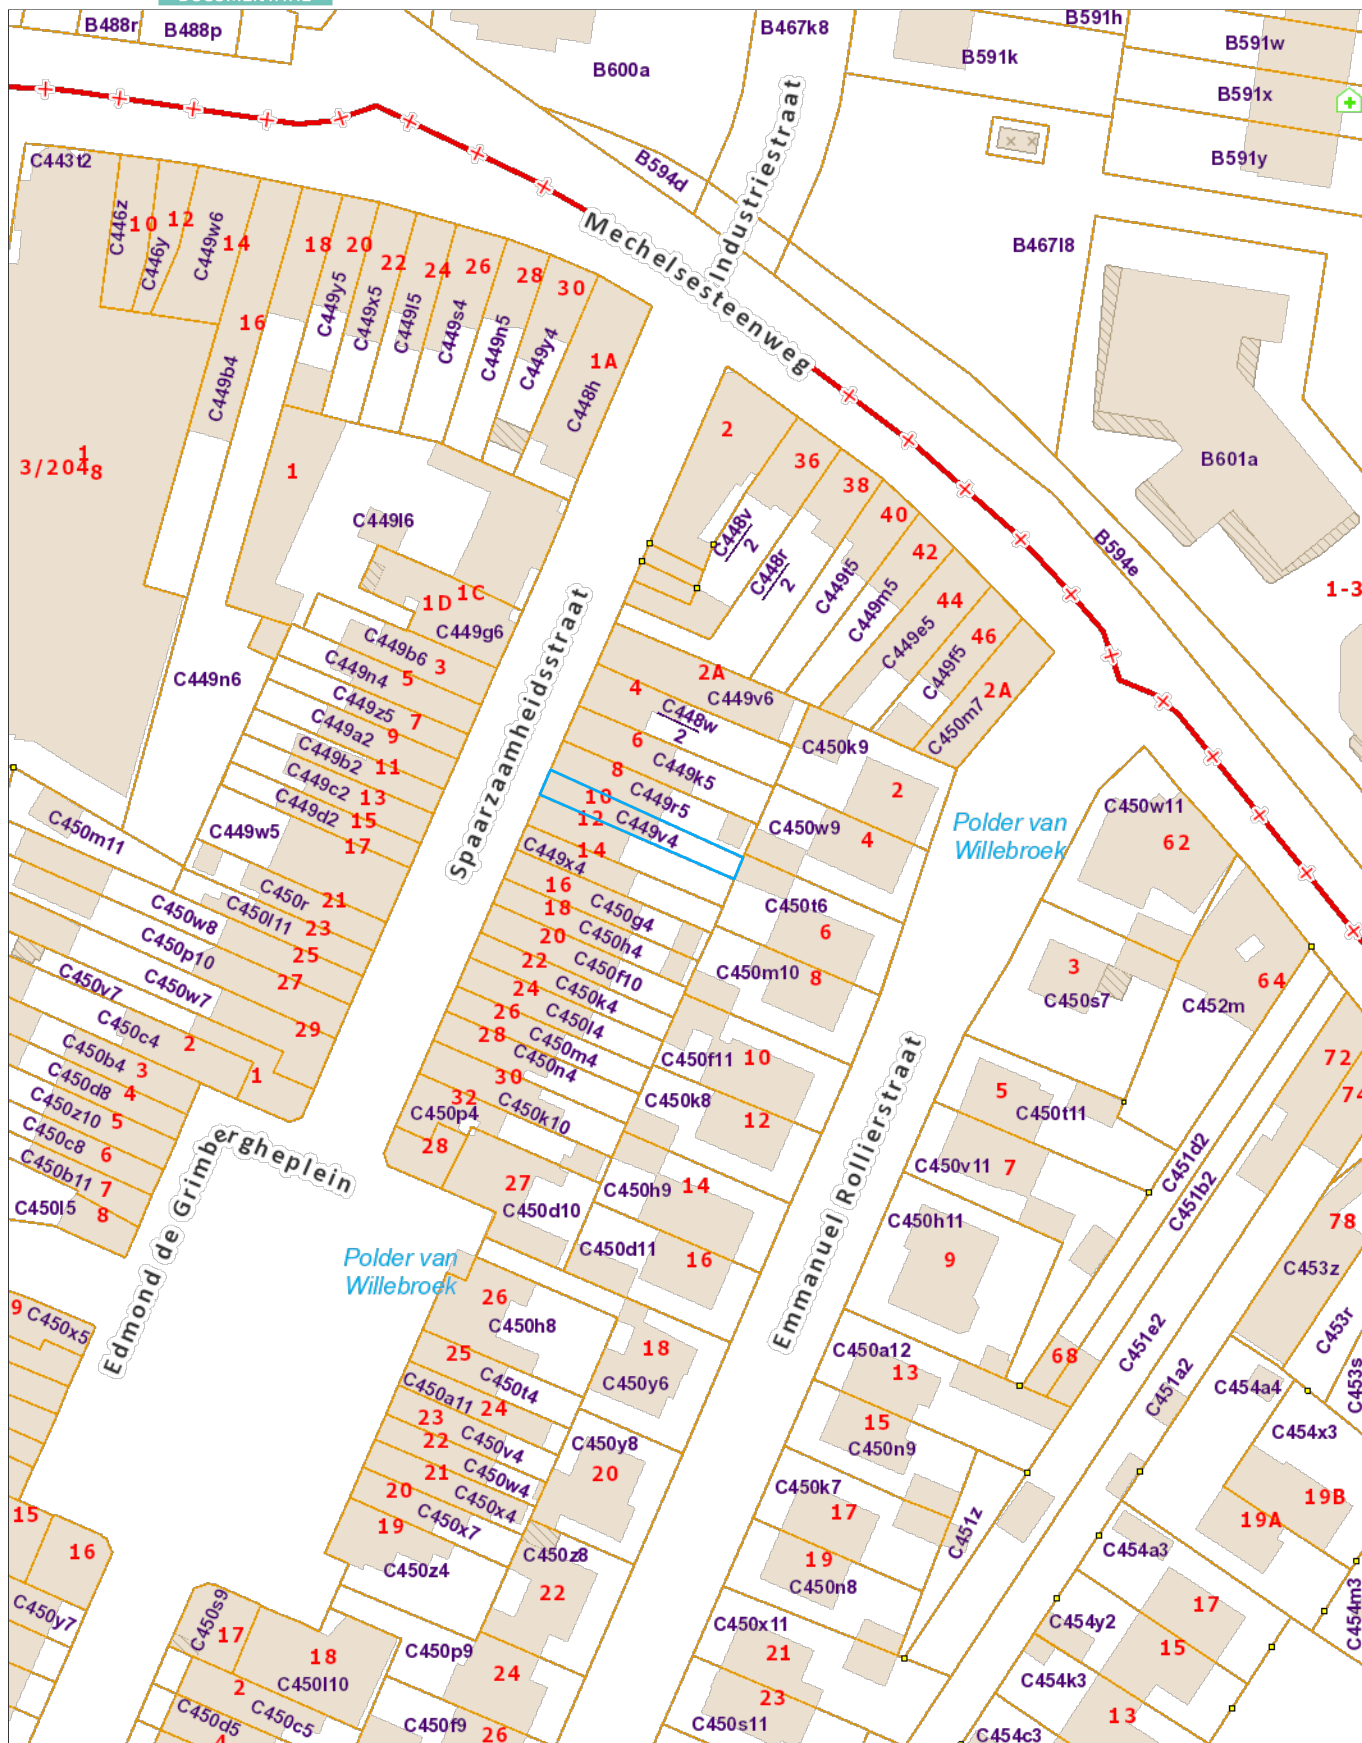 B488r
B488p
B600a
B467k8
B591h
B591k
B591w
B591x
B591y
B594d
Industriestraat
Mechelsesteenweg
B467l8
B601a
B594e
1-3
C443t2
C446z
10
C446y
12
C449w6
14
16
18
20
22
24
26
28
30
1A
C449y5
C449x5
C449l5
C449s4
C449n5
C449y4
C448h
C449b4
1
3/204
8
1
C449l6
1D
1C
C449g6
2
36
38
40
42
44
46
2A
C448v
2
C448r
2
C449t5
C449m5
C449e5
C449f5
C450m7
C449n6
C449b6
3
C449n4
5
C449z5
7
C449a2
9
C449b2
11
C449c2
13
C449d2
15
17
C449w5
Spaarzaamheidsstraat
2A
C449v6
4
C448w
2
6
C449k5
8
C449r5
10
C449v4
12
14
C449x4
16
C450g4
18
C450h4
20
C450f10
22
C450k4
24
C450l4
26
C450m4
28
C450n4
30
32
C450k10
C450p4
28
27
C450d10
C450k9
2
C450w9
4
C450t6
6
C450m10
8
C450f11
10
C450k8
12
C450h9
14
C450d11
16
Polder van
Willebroek
C450w11
62
3
C450s7
64
C452m
5
C450t11
C450v11
7
C450h11
9
72
74
78
C453z
C451d2
C451b2
C451e2
C451a2
C453r
C453s
Emmanuel Rollierstraat
C450m11
C450r
21
C450l11
23
C450w8
25
C450p10
27
C450w7
29
C450v7
C450c4
2
1
C450b4
3
C450d8
4
C450z10
5
C450c8
6
C450b11
7
C450l5
8
Edmond de Grimbergheplein
Polder van
Willebroek
9
C450x5
26
C450h8
25
C450t4
C450a11
24
23
C450v4
22
C450w4
21
C450x4
20
C450x7
19
C450z4
18
C450y6
C450y8
20
C450z8
22
C450p9
24
C450f9
26
C450a12
13
15
C450n9
C450k7
17
19
C450n8
C450x11
21
23
C450s11
68
C451z
C454a4
C454x3
19B
19A
C454a3
C454y2
17
15
C454k3
13
C454c3
C454m3
15
16
C450y7
C450s9
17
18
C450l10
2
C450c5
C450d5
4